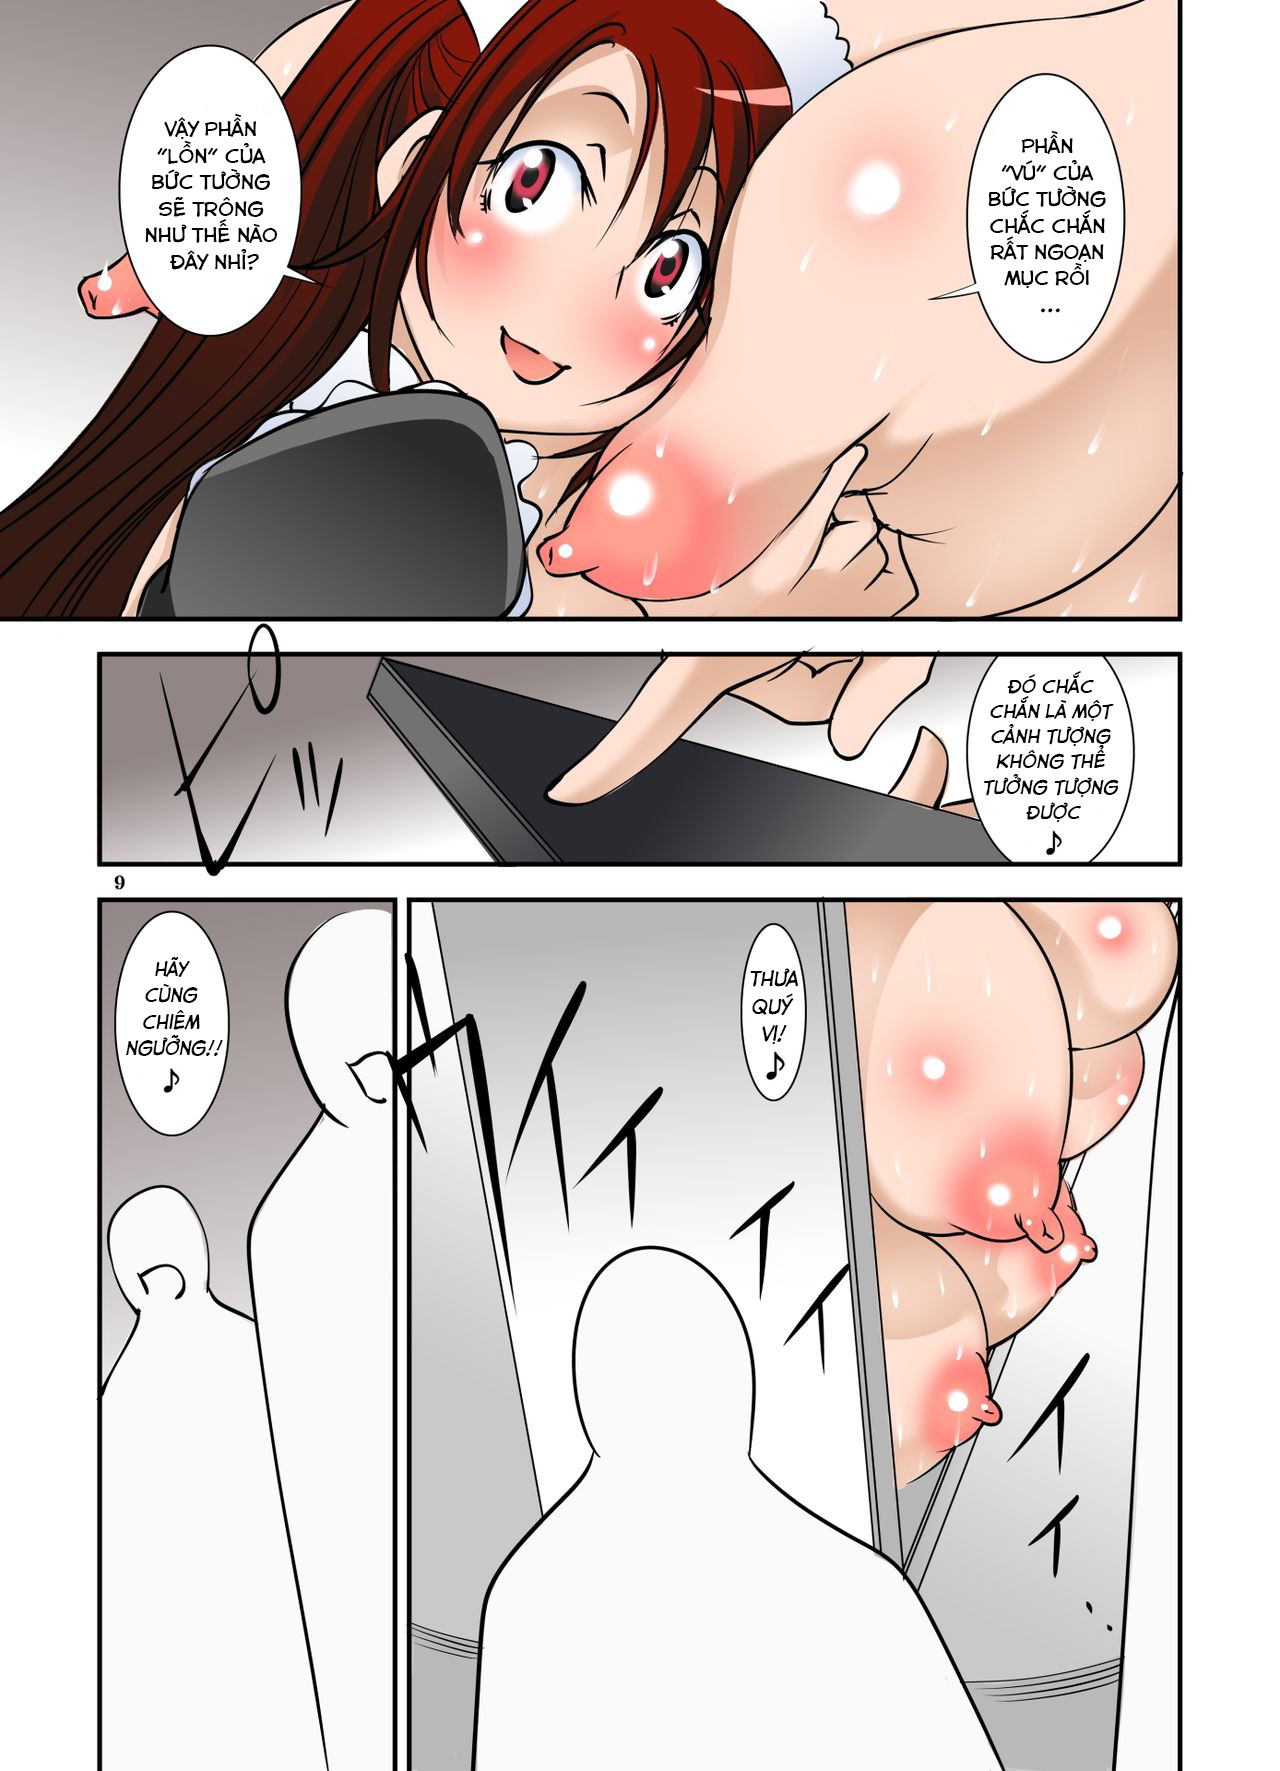 PHẦN
"VÚ" CỦA
BỨC TƯỜNG
CHẮC CHẮN
RẤT NGOẠN
MỤC RỒI
...
VẬY PHẦN
"LỒN" CỦA
BỨC TƯỜNG
SẼ TRÔNG
NHƯ THẾ NÀO
ĐÂY NHỈ?
ĐÓ CHẮC
CHẮN LÀ MỘT
CẢNH TƯỢNG
KHÔNG THỂ
TƯỞNG TƯỢNG
ĐƯỢC
♪
ピッ
9
THƯA
QUÝ
VỊ!
♪
HÃY
CÙNG
CHIÊM
NGƯỠNG!!
♪